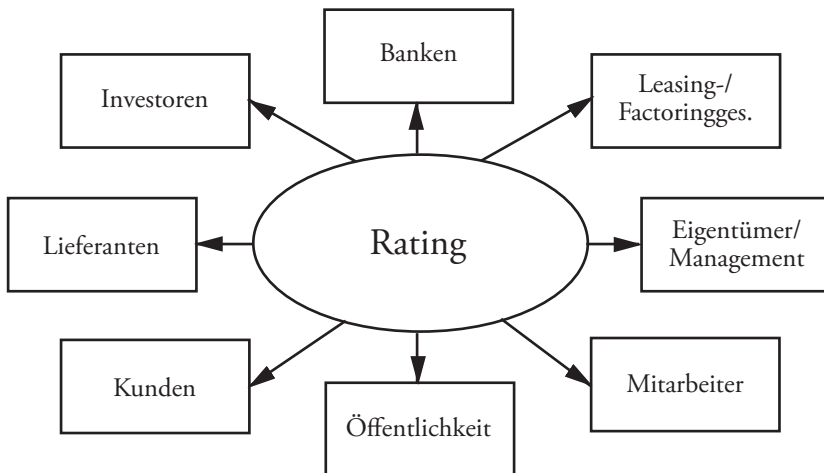 Banken
Investoren
Leasing-/
Factoringges.
Lieferanten
Rating
Eigentümer/
Management
Kunden
Mitarbeiter
Öffentlichkeit